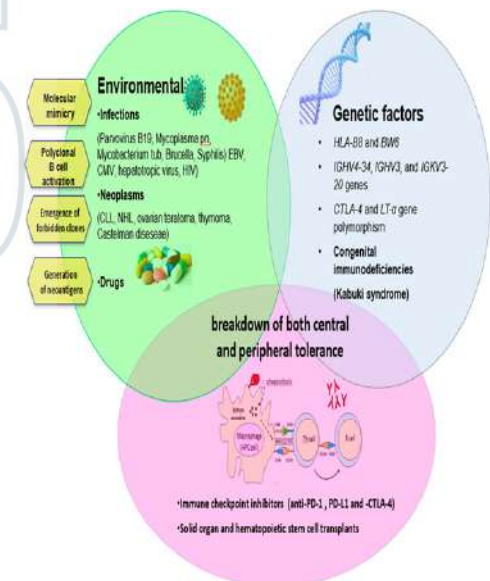 Molecular
mimicry
Polyclonal
B cell
activation
Emergence of
forbidden clones
Generation
of neoantigens
Environmental
•Infections
(Parvovirus B19, Mycoplasma pn,
Mycobacterium tub, Brucella, Syphilis) EBV,
CMV, hepatotropic virus, HIV)
•Neoplasms
(CLL, NHL, ovarian teratoma, thymoma,
Castelman diseseae)
•Drugs
Genetic factors
• HLA-B8 and BW6
• IGHV4-34, IGHV3, and IGKV3-
20 genes
• CTLA-4 and LT-α gene
polymorphism
• Congenital
immunodeficiencies
(Kabuki syndrome)
breakdown of both central
and peripheral tolerance
Macrophage
•Immune checkpoint inhibitors (anti-PD-1 , PD-L1 and -CTLA-4)
•Solid organ and hematopoietic stem cell transplants